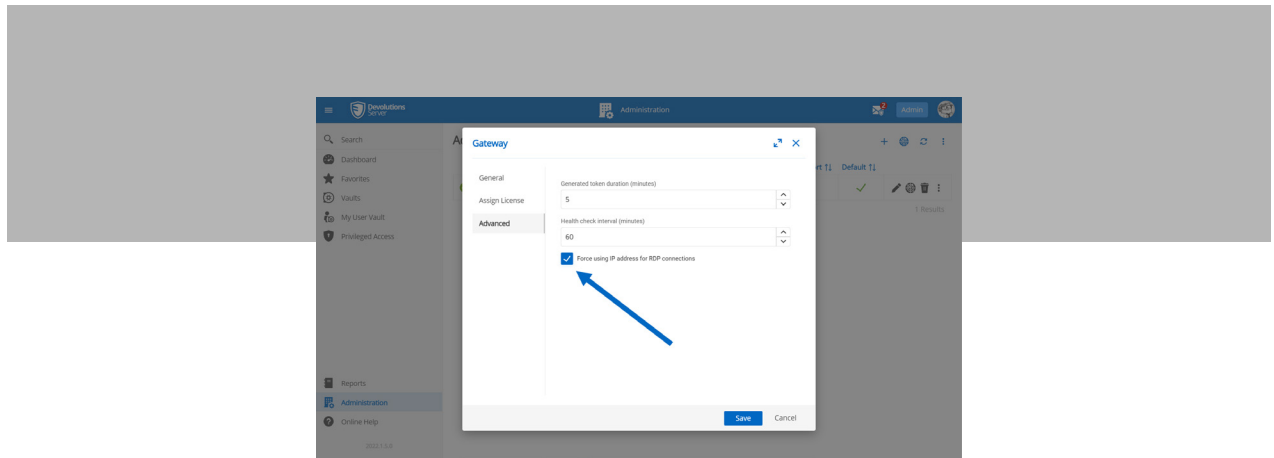 Devolutions
Server
Administration
2
Admin
Search
Dashboard
Favorites
Vaults
My User Vault
Privileged Access
Reports
Administration
Online Help
Gateway
General
Assign License
Advanced
Generated token duration (minutes)
5
Health check interval (minutes)
60
Force using IP address for RDP connections
Save
Cancel
Default
1 Results